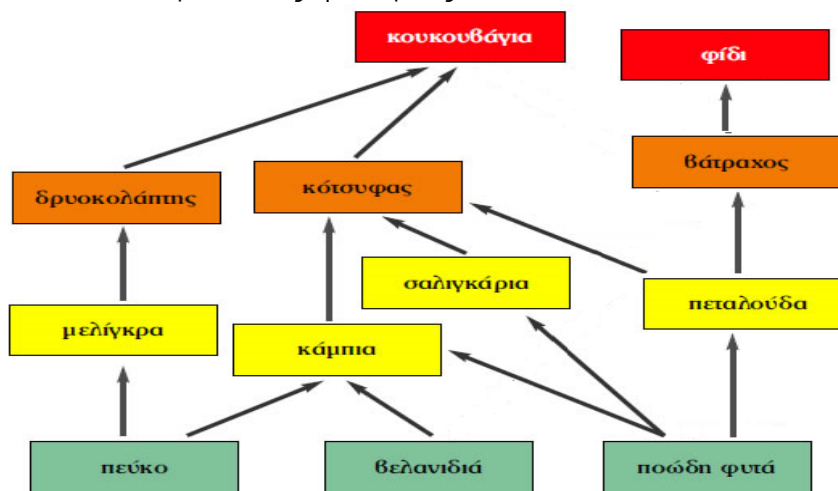 κουκουβάγια
φίδι
δρυοκολάπτης
κότσυφας
βάτραχος
μελίγκρα
κάμπια
σαλιγκάρια
πεταλούδα
πεύκο
βελανιδιά
ποώδη φυτά